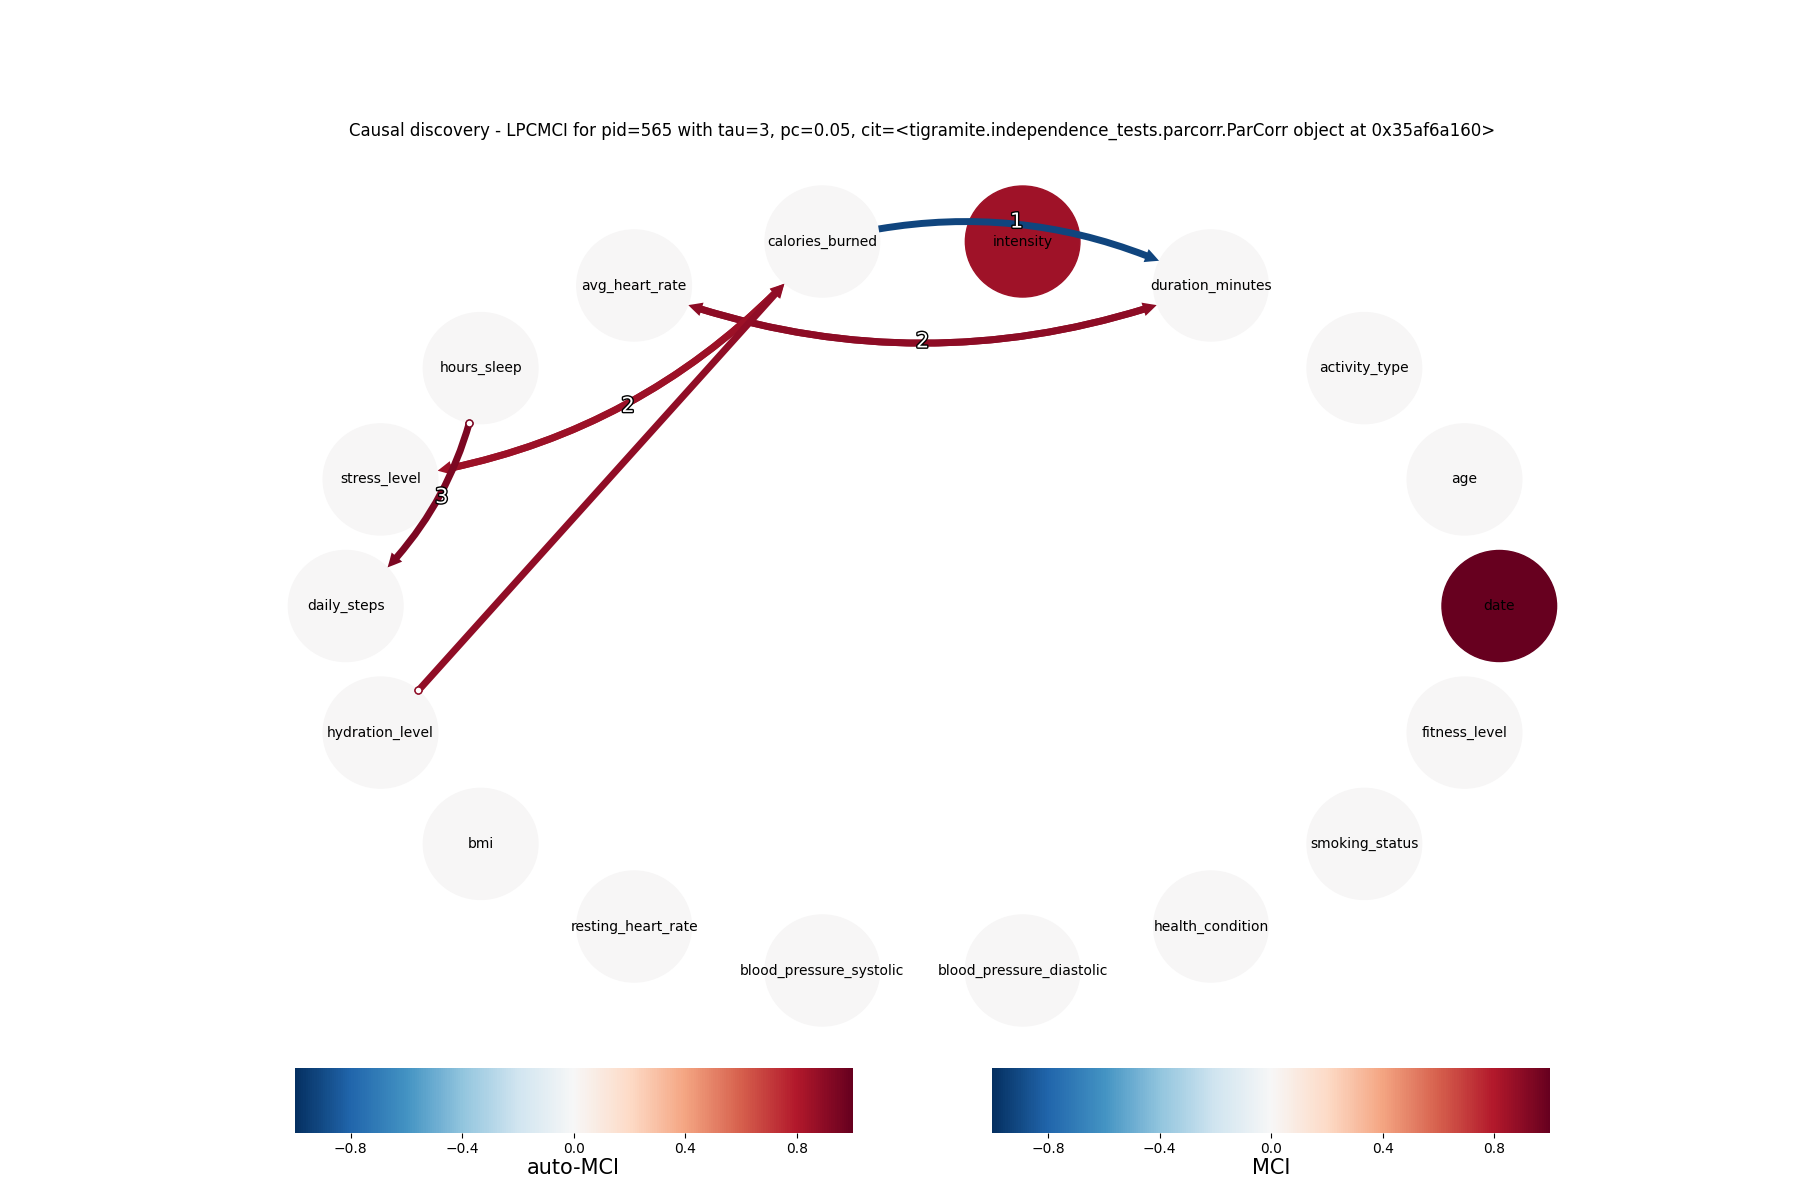 Causal discovery - LPCMCI for pid=565 with tau=3, pc=0.05, cit=<tigramite.independence_tests.parcorr.ParCorr object at 0x35af6a160>
1
calories_burned
intensity
avg_heart_rate
duration_minutes
2
hours_sleep
activity_type
2
stress_level
age
3
daily_steps
date
hydration_level
fitness_level
bmi
smoking_status
resting_heart_rate
health_condition
blood_pressure_systolic
blood_pressure_diastolic
−0.8 −0.4 0.0 0.4 0.8
auto-MCI
−0.8 −0.4 0.0 0.4 0.8
MCI